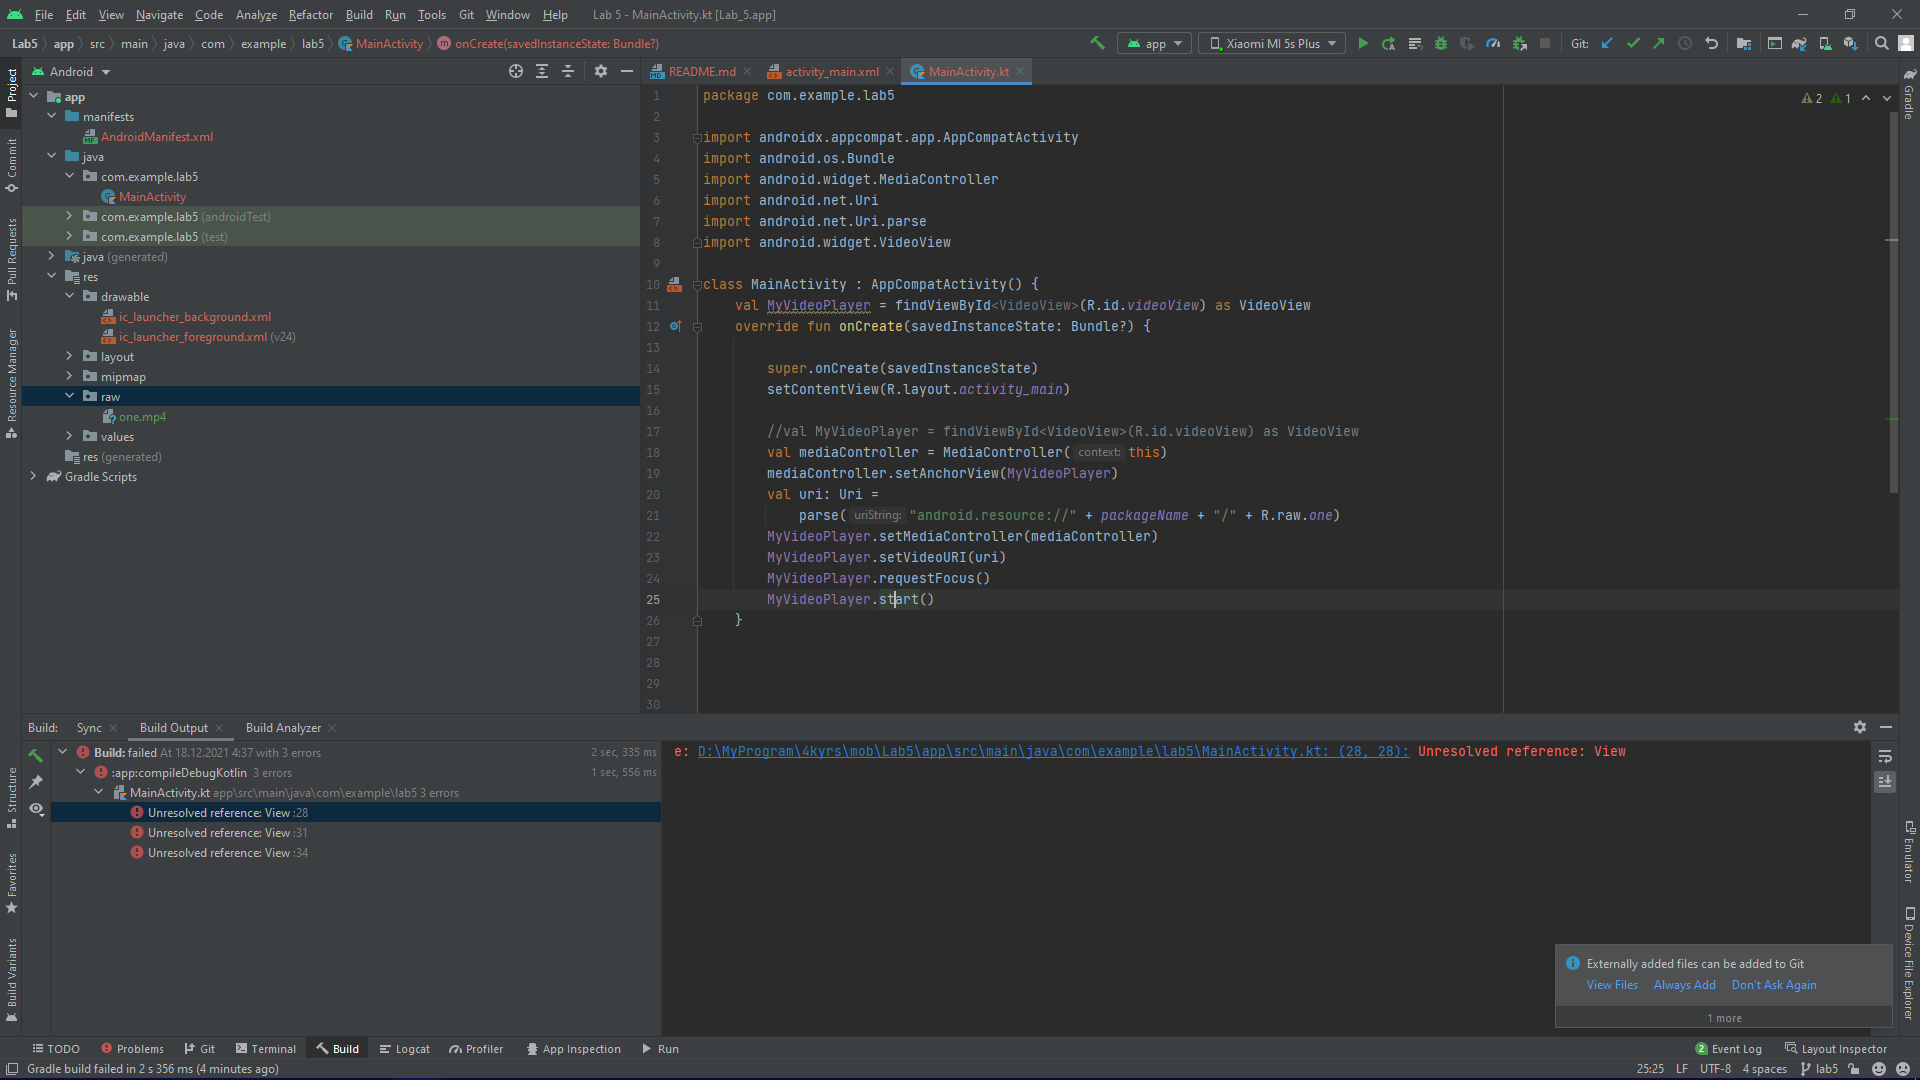 File Edit View Navigate Code Analyze Refactor Build Run Tools Git Window Help Lab 5 - MainActivity.kt [Lab_5.app]
Lab5 app src main java com example lab5 MainActivity onCreate(savedInstanceState: Bundle?) app Xiaomi MI 5s Plus Git:
Project
Commit
Pull Requests
Resource Manager
Structure
Favorites
Build Variants
Android
app
manifests
AndroidManifest.xml
java
com.example.lab5
MainActivity
com.example.lab5 (androidTest)
com.example.lab5 (test)
java (generated)
res
drawable
ic_launcher_background.xml
ic_launcher_foreground.xml (v24)
layout
mipmap
raw
one.mp4
values
res (generated)
Gradle Scripts
README.md activity_main.xml MainActivity.kt
2 1
1 package com.example.lab5
2
3 import androidx.appcompat.app.AppCompatActivity
4 import android.os.Bundle
5 import android.widget.MediaController
6 import android.net.Uri
7 import android.net.Uri.parse
8 import android.widget.VideoView
9
10 class MainActivity : AppCompatActivity() {
11 val MyVideoPlayer = findViewById<VideoView>(R.id.videoView) as VideoView
12 override fun onCreate(savedInstanceState: Bundle?) {
13
14 super.onCreate(savedInstanceState)
15 setContentView(R.layout.activity_main)
16
17 //val MyVideoPlayer = findViewById<VideoView>(R.id.videoView) as VideoView
18 val mediaController = MediaController( context: this)
19 mediaController.setAnchorView(MyVideoPlayer)
20 val uri: Uri =
21 parse( uriString: "android.resource://" + packageName + "/" + R.raw.one)
22 MyVideoPlayer.setMediaController(mediaController)
23 MyVideoPlayer.setVideoURI(uri)
24 MyVideoPlayer.requestFocus()
25 MyVideoPlayer.start()
26 }
27
28
29
30
Gradle
Emulator
Device File Explorer
Build: Sync Build Output Build Analyzer
Build: failed At 18.12.2021 4:37 with 3 errors 2 sec, 335 ms
:app:compileDebugKotlin 3 errors 1 sec, 556 ms
MainActivity.kt app\src\main\java\com\example\lab5 3 errors
Unresolved reference: View :28
Unresolved reference: View :31
Unresolved reference: View :34
e: D:\MyProgram\4kyrs\mob\Lab5\app\src\main\java\com\example\lab5\MainActivity.kt: (28, 28): Unresolved reference: View
Externally added files can be added to Git
View Files Always Add Don't Ask Again
1 more
TODO Problems Git Terminal Build Logcat Profiler App Inspection Run 2 Event Log Layout Inspector
Gradle build failed in 2 s 356 ms (4 minutes ago) 25:25 LF UTF-8 4 spaces lab5